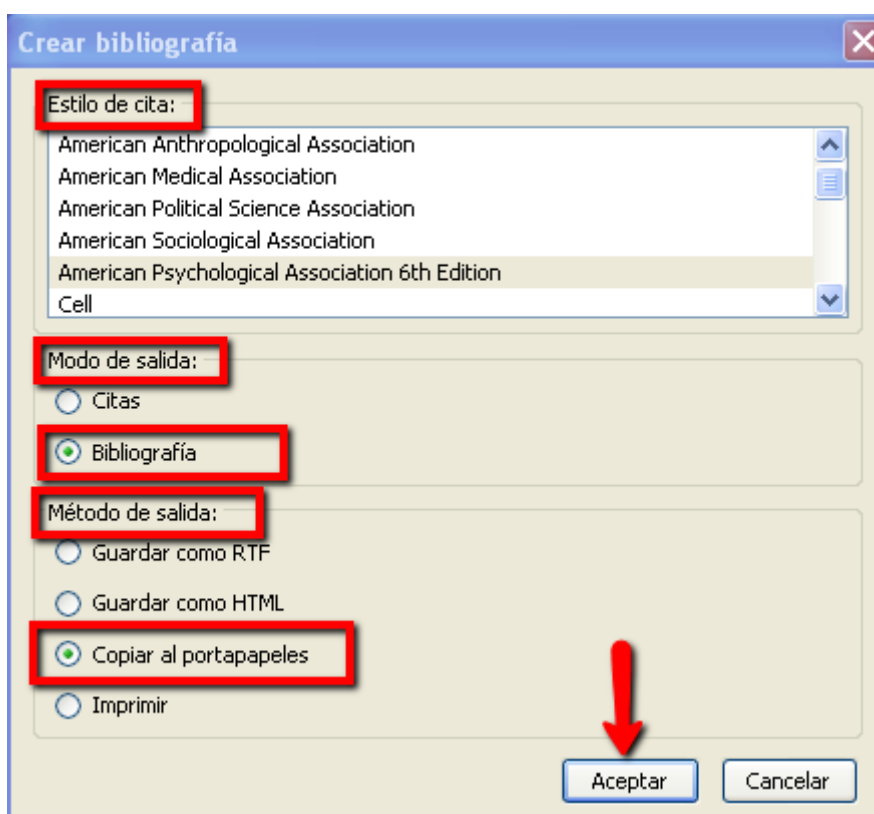 Crear bibliografía
Estilo de cita:
American Anthropological Association
American Medical Association
American Political Science Association
American Sociological Association
American Psychological Association 6th Edition
Cell
Modo de salida:
Citas
Bibliografía
Método de salida:
Guardar como RTF
Guardar como HTML
Copiar al portapapeles
Imprimir
Aceptar Cancelar